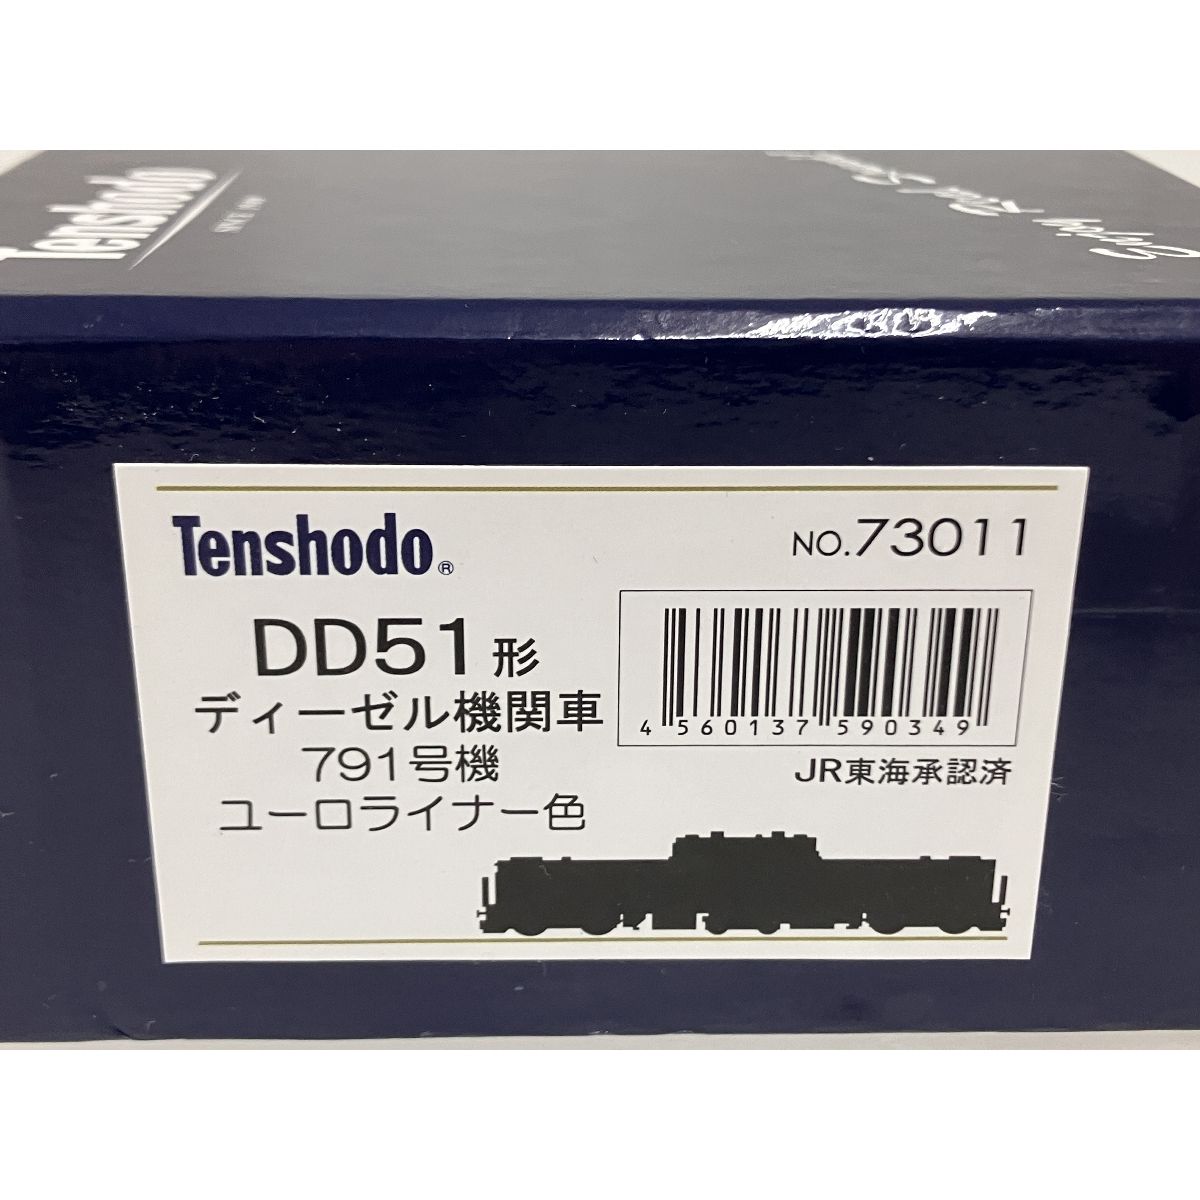 Tenshodo
Enjoy
Tenshodo®
NO.73011
DD51形
ディーゼル機関車
791号機
ユーロライナー色
4 560137 590349
JR東海承認済